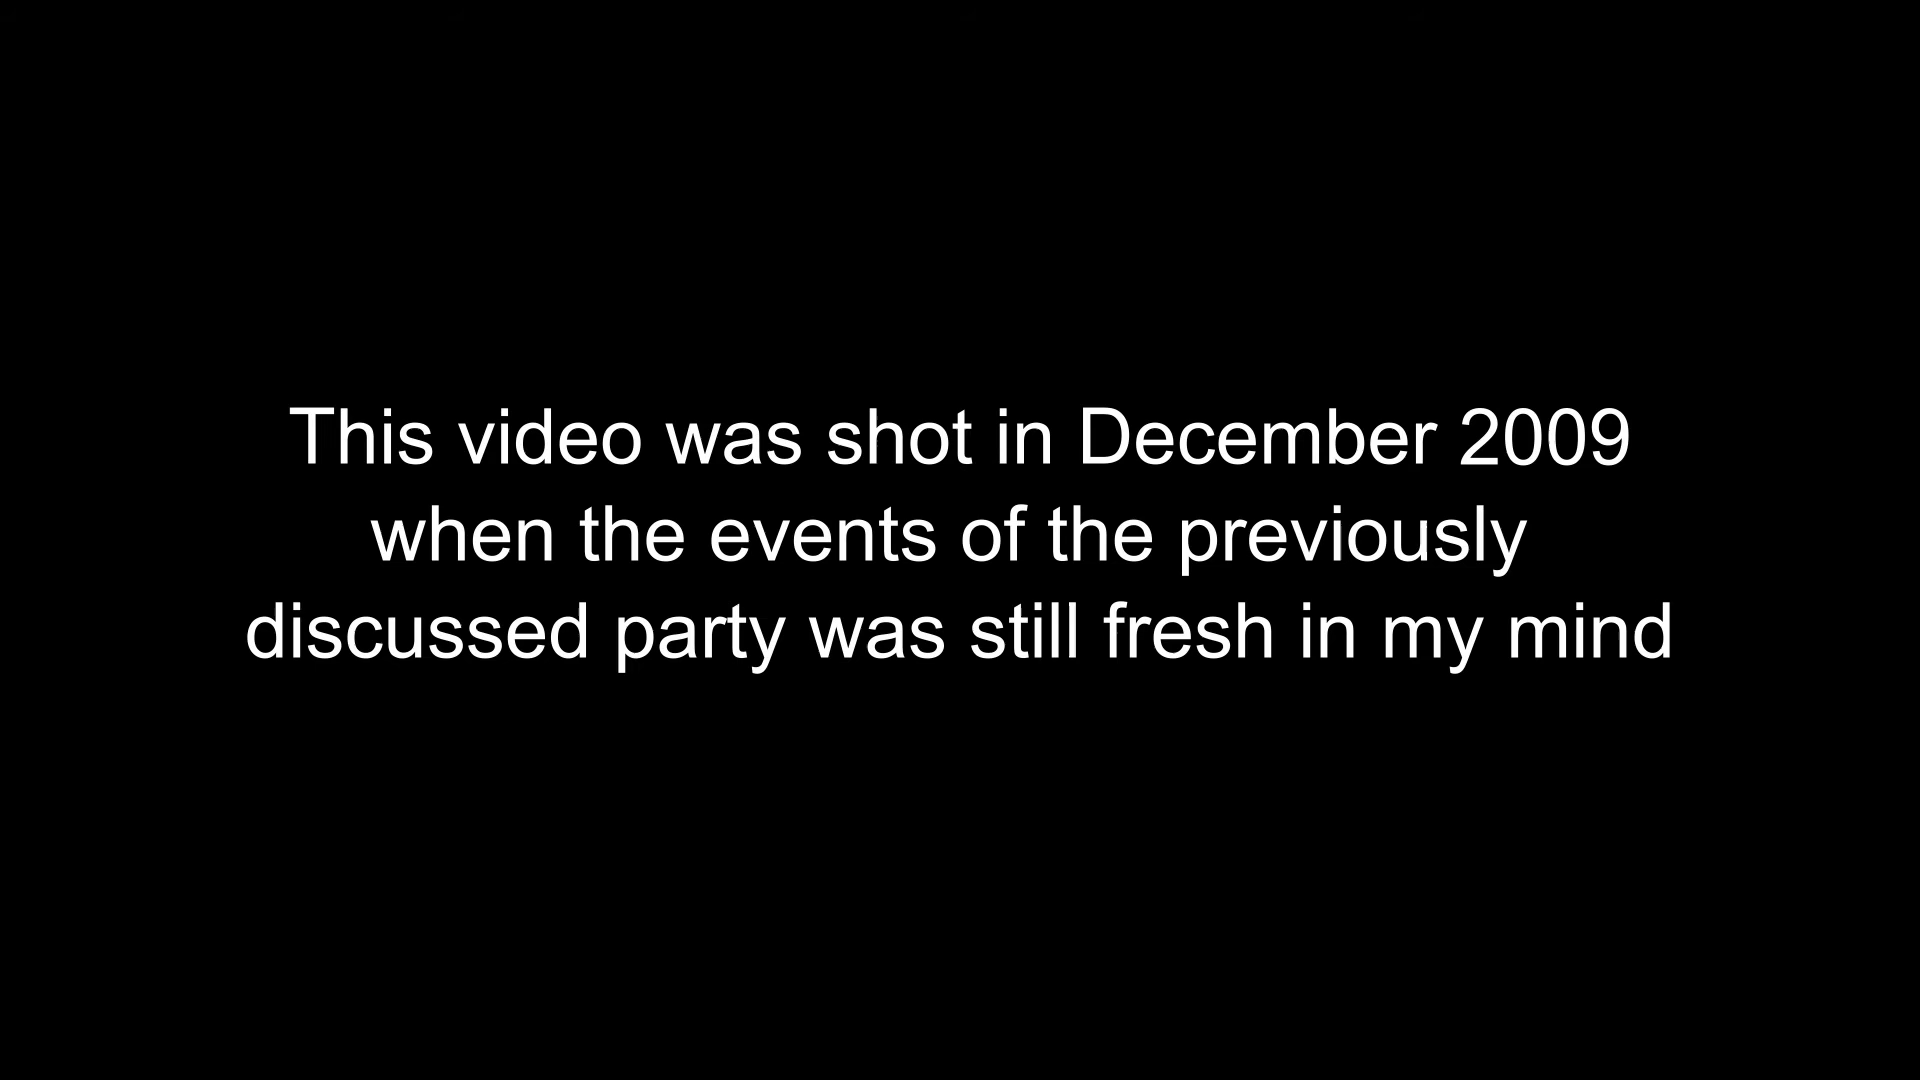 This video was shot in December 2009
when the events of the previously
discussed party was still fresh in my mind